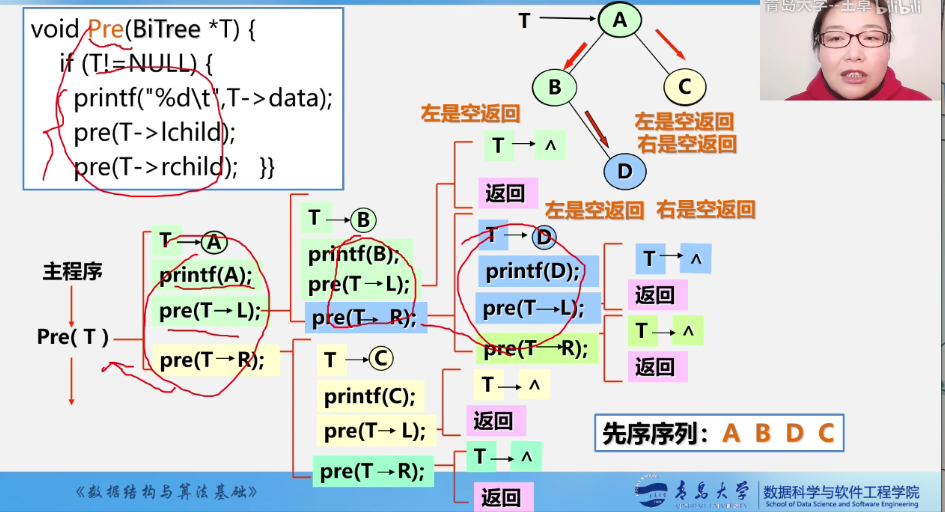 void Pre(BiTree *T) {
if (T!=NULL) {
printf("%d\t",T->data);
pre(T->lchild);
pre(T->rchild); }}
T
A
B
C
D
左是空返回
右是空返回
左是空返回 右是空返回
左是空返回
主程序
Pre( T )
T→A
printf(A);
pre(T→L);
pre(T→R);
T→B
printf(B);
pre(T→L);
pre(T→R);
T→C
printf(C);
pre(T→L);
pre(T→R);
T→∧
返回
T→D
printf(D);
pre(T→L);
pre(T→R);
T→∧
返回
T→∧
返回
T→∧
返回
T→∧
返回
先序序列：A B D C
《数据结构与算法基础》
青岛大学
QINGDAO UNIVERSITY
数据科学与软件工程学院
School of Data Science and Software Engineering
青岛大学-王卓
bilibili